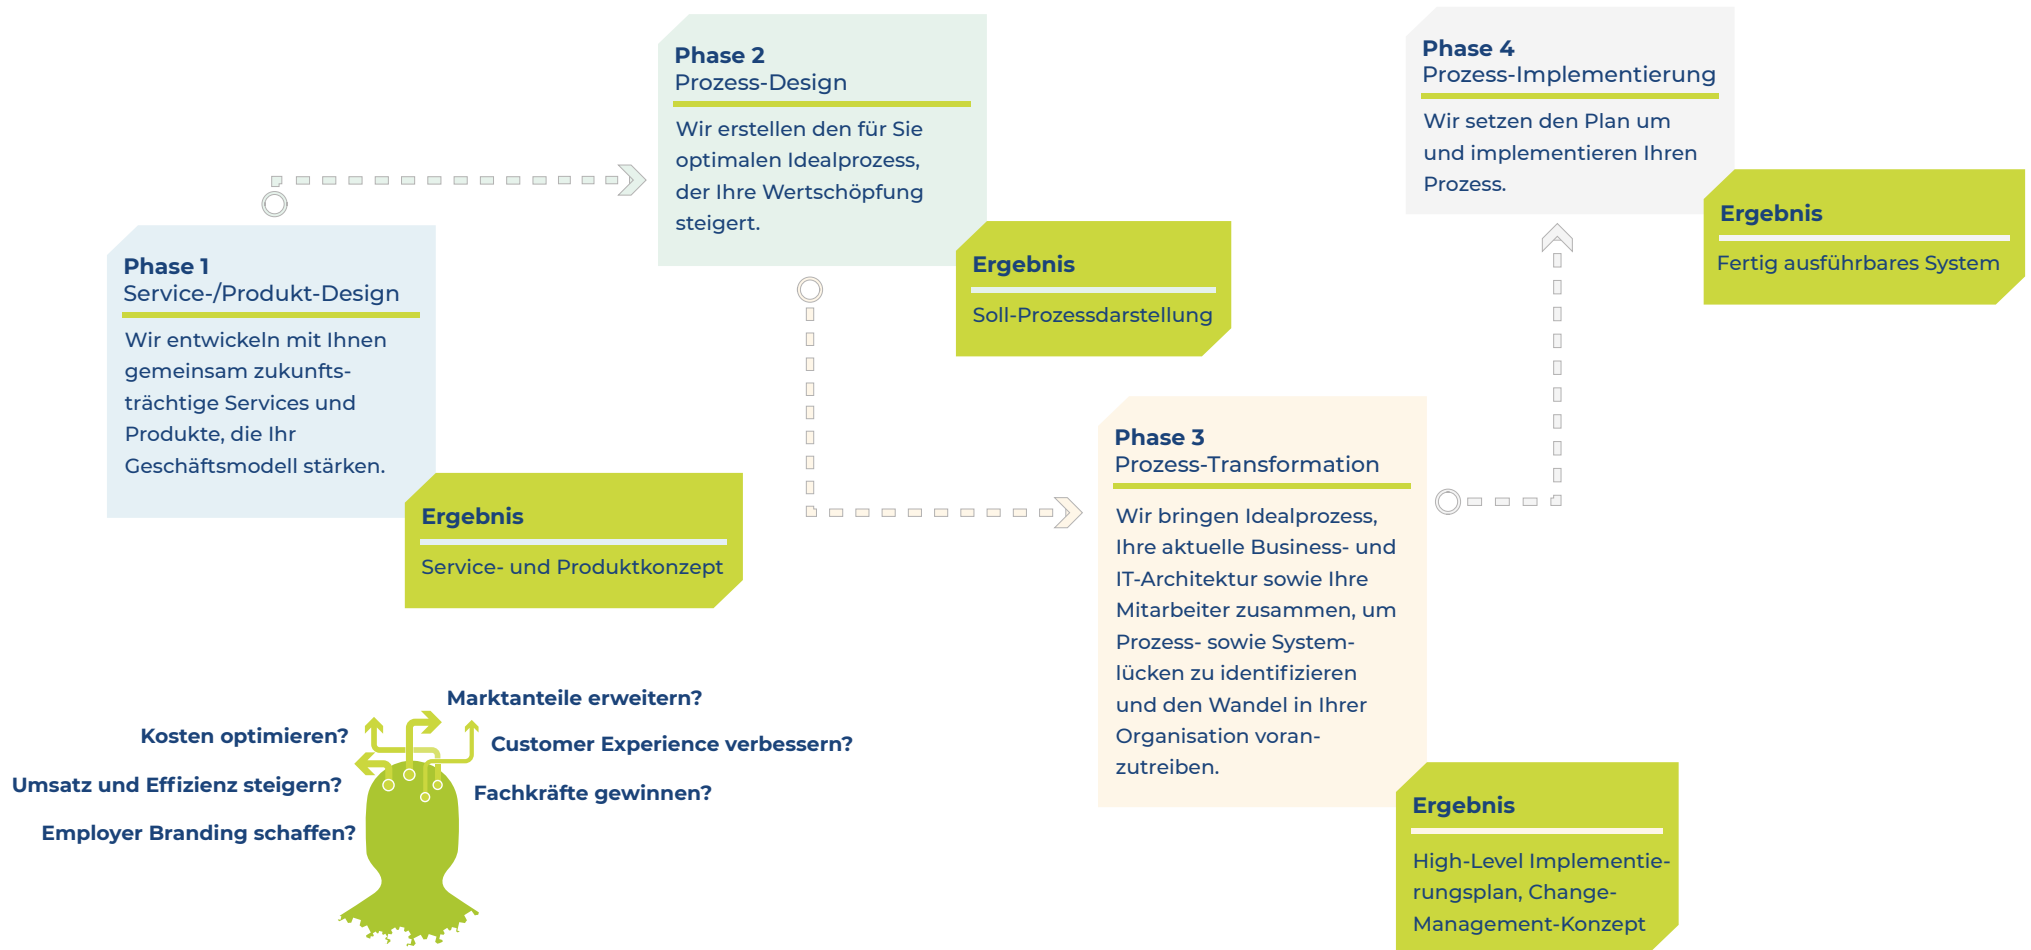 Phase 1
Service-/Produkt-Design
Wir entwickeln mit Ihnen
gemeinsam zukunfts-
trächtige Services und
Produkte, die Ihr
Geschäftsmodell stärken.
Ergebnis
Service- und Produktkonzept
Phase 2
Prozess-Design
Wir erstellen den für Sie
optimalen Idealprozess,
der Ihre Wertschöpfung
steigert.
Ergebnis
Soll-Prozessdarstellung
Phase 3
Prozess-Transformation
Wir bringen Idealprozess,
Ihre aktuelle Business- und
IT-Architektur sowie Ihre
Mitarbeiter zusammen, um
Prozess- sowie System-
lücken zu identifizieren
und den Wandel in Ihrer
Organisation voran-
zutreiben.
Ergebnis
High-Level Implementie-
rungsplan, Change-
Management-Konzept
Phase 4
Prozess-Implementierung
Wir setzen den Plan um
und implementieren Ihren
Prozess.
Ergebnis
Fertig ausführbares System
Marktanteile erweitern?
Kosten optimieren?
Customer Experience verbessern?
Umsatz und Effizienz steigern?
Fachkräfte gewinnen?
Employer Branding schaffen?